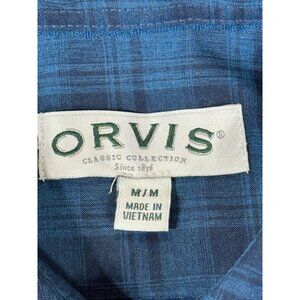 ORVIS®
CLASSIC COLLECTION
Since 1856
M/M
MADE IN
VIETNAM